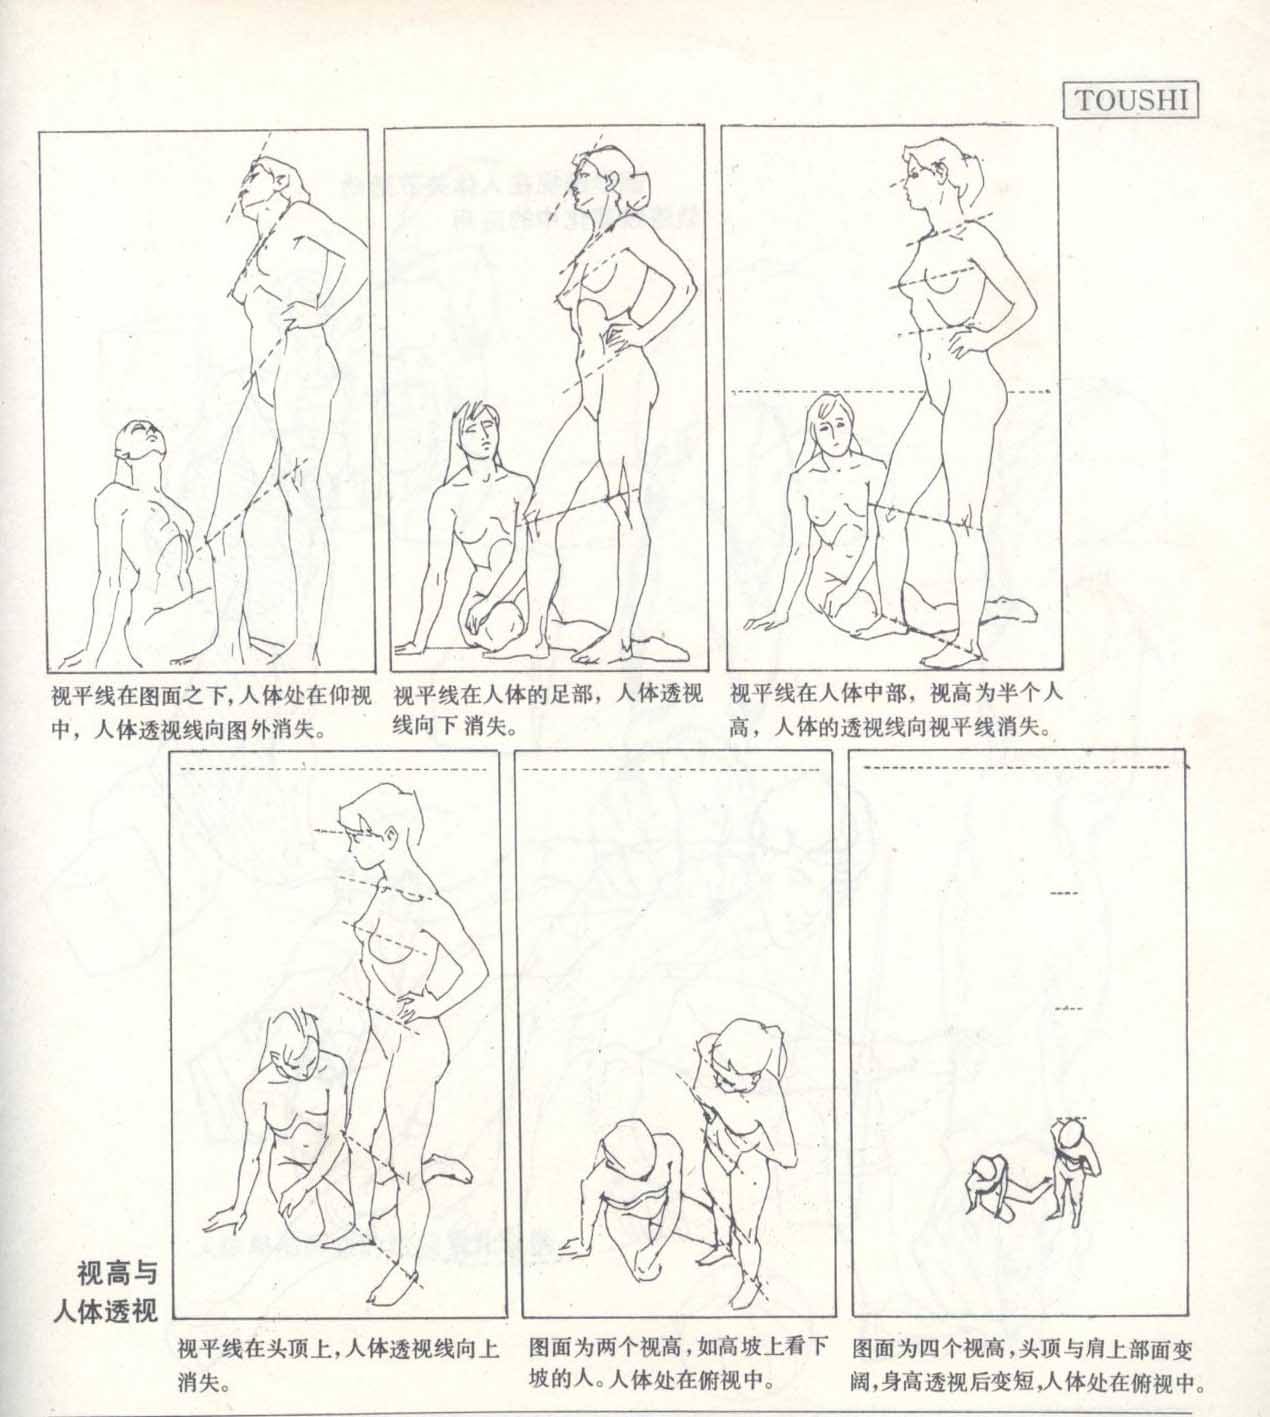 TOUSHI
视平线在图面之下，人体处在仰视
中，人体透视线向图外消失。
视平线在人体的足部，人体透视
线向下消失。
视平线在人体中部，视高为半个人
高，人体的透视线向视平线消失。
视高与
人体透视
视平线在头顶上，人体透视线向上
消失。
图面为两个视高，如高坡上看下
坡的人。人体处在俯视中。
图面为四个视高，头顶与肩上部面变
阔，身高透视后变短，人体处在俯视中。